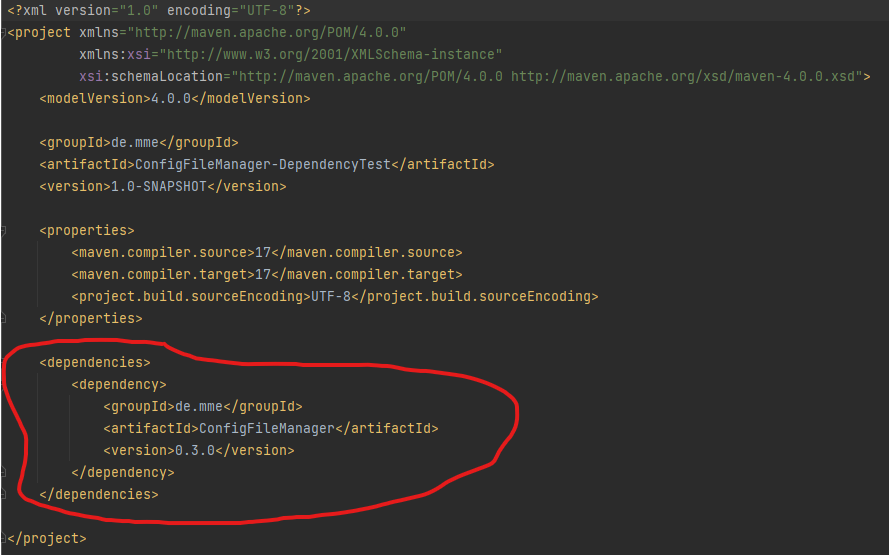 <?xml version="1.0" encoding="UTF-8"?>
<project xmlns="http://maven.apache.org/POM/4.0.0"
         xmlns:xsi="http://www.w3.org/2001/XMLSchema-instance"
         xsi:schemaLocation="http://maven.apache.org/POM/4.0.0 http://maven.apache.org/xsd/maven-4.0.0.xsd">
    <modelVersion>4.0.0</modelVersion>

    <groupId>de.mme</groupId>
    <artifactId>ConfigFileManager-DependencyTest</artifactId>
    <version>1.0-SNAPSHOT</version>

    <properties>
        <maven.compiler.source>17</maven.compiler.source>
        <maven.compiler.target>17</maven.compiler.target>
        <project.build.sourceEncoding>UTF-8</project.build.sourceEncoding>
    </properties>

    <dependencies>
        <dependency>
            <groupId>de.mme</groupId>
            <artifactId>ConfigFileManager</artifactId>
            <version>0.3.0</version>
        </dependency>
    </dependencies>

</project>